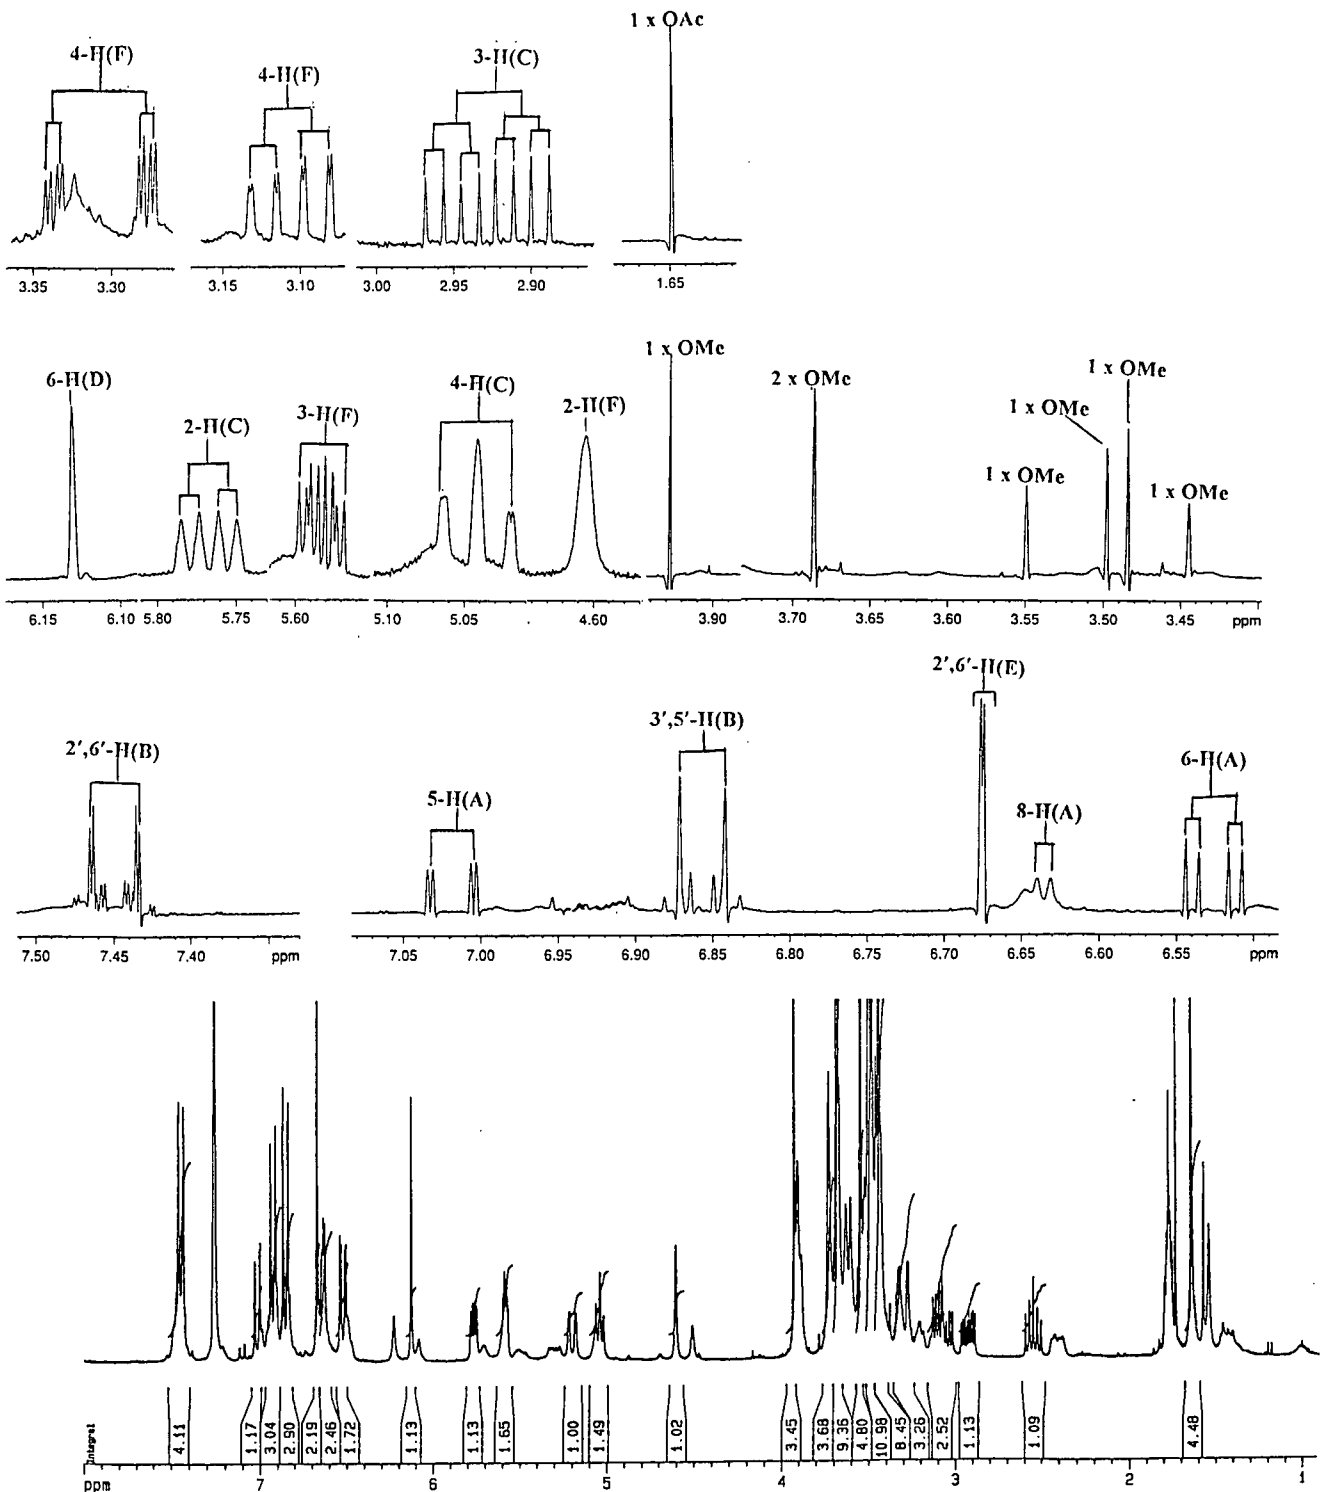 1 x OAc
4-H(F)
4-H(F)
3-H(C)
3.35 3.30 3.15 3.10 3.00 2.95 2.90 1.65
1 x OMe
6-H(D)
2-H(C)
3-H(F)
4-H(C)
2-H(F)
2 x OMe
1 x OMe
1 x OMe
1 x OMe
1 x OMe
6.15 6.10 5.80 5.75 5.60 5.10 5.05 4.60 3.90 3.70 3.65 3.60 3.55 3.50 3.45 ppm
2',6'-H(E)
3',5'-H(B)
2',6'-H(B)
6-H(A)
5-H(A)
8-H(A)
7.50 7.45 7.40 ppm 7.05 7.00 6.95 6.90 6.85 6.80 6.75 6.70 6.65 6.60 6.55 ppm
Integral
4.11 1.17 3.04 2.90 2.19 2.46 1.72 1.13 1.13 1.65 1.00 1.49 1.02 3.45 3.68 9.36 4.80 10.98 8.45 3.26 2.52 1.13 1.09 4.48
ppm 7 6 5 4 3 2 1